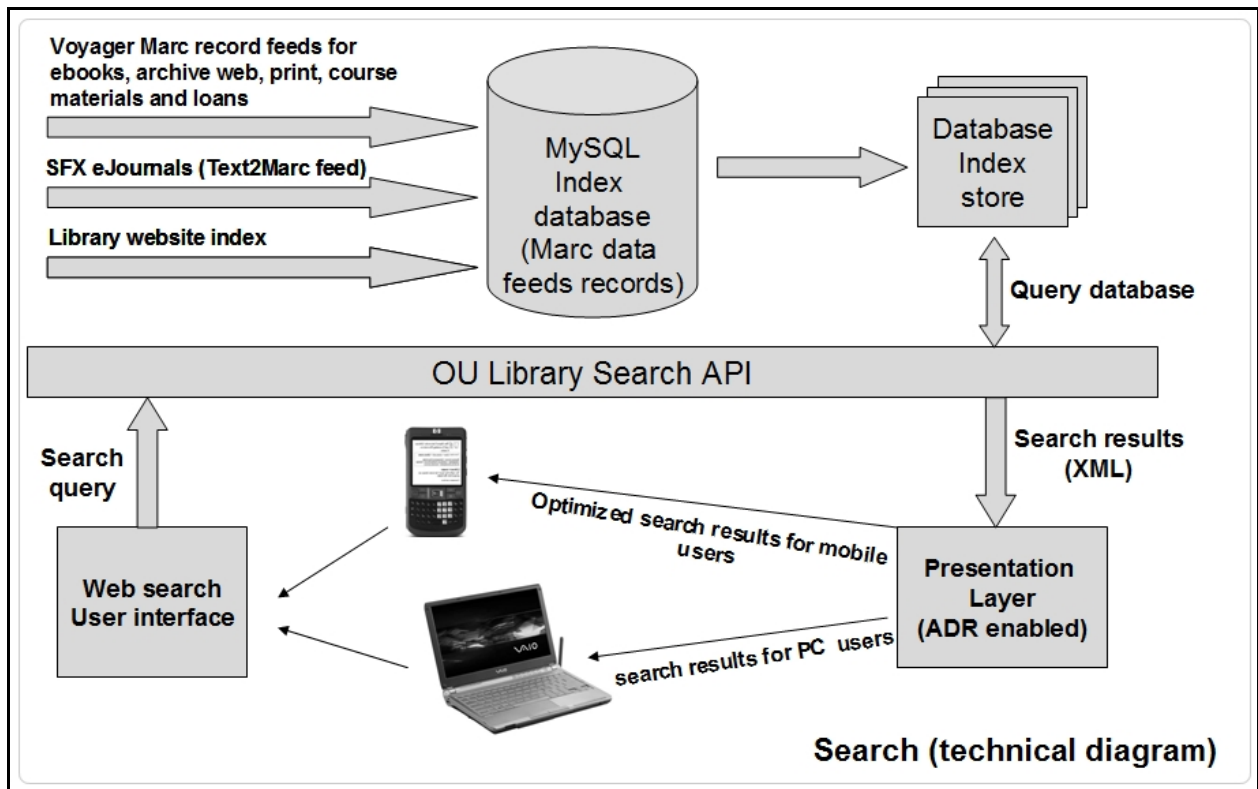 Voyager Marc record feeds for
ebooks, archive web, print, course
materials and loans
SFX eJournals (Text2Marc feed)
Library website index
MySQL
Index
database
(Marc data
feeds records)
Database
Index
store
Query database
OU Library Search API
Search
query
Search results
(XML)
Optimized search results for mobile
users
Web search
User interface
Presentation
Layer
(ADR enabled)
search results for PC users
VAIO
VAIO
Search (technical diagram)